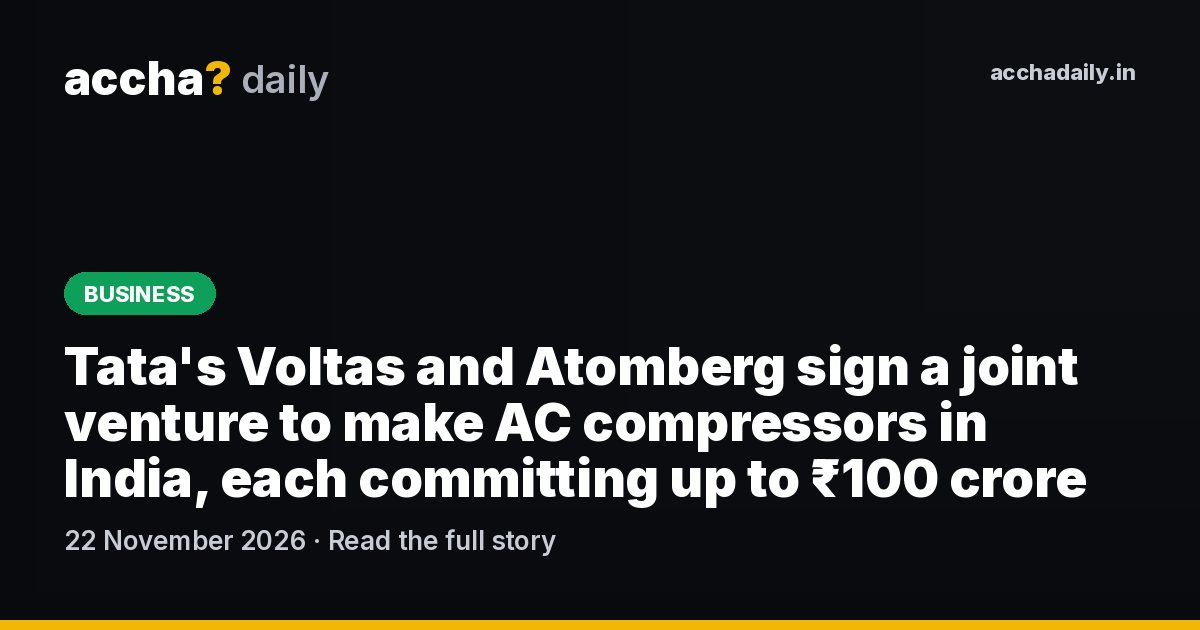 accha? daily
acchadaily.in
BUSINESS
Tata's Voltas and Atomberg sign a joint
venture to make AC compressors in
India, each committing up to ₹100 crore
22 November 2026 · Read the full story